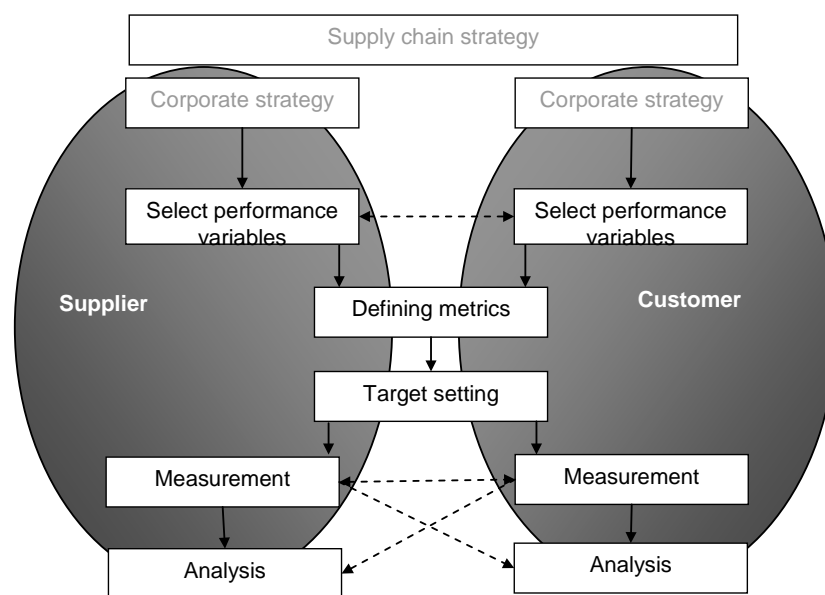 Supply chain strategy
Corporate strategy
Corporate strategy
Select performance
variables
Select performance
variables
Supplier
Customer
Defining metrics
Target setting
Measurement
Measurement
Analysis
Analysis